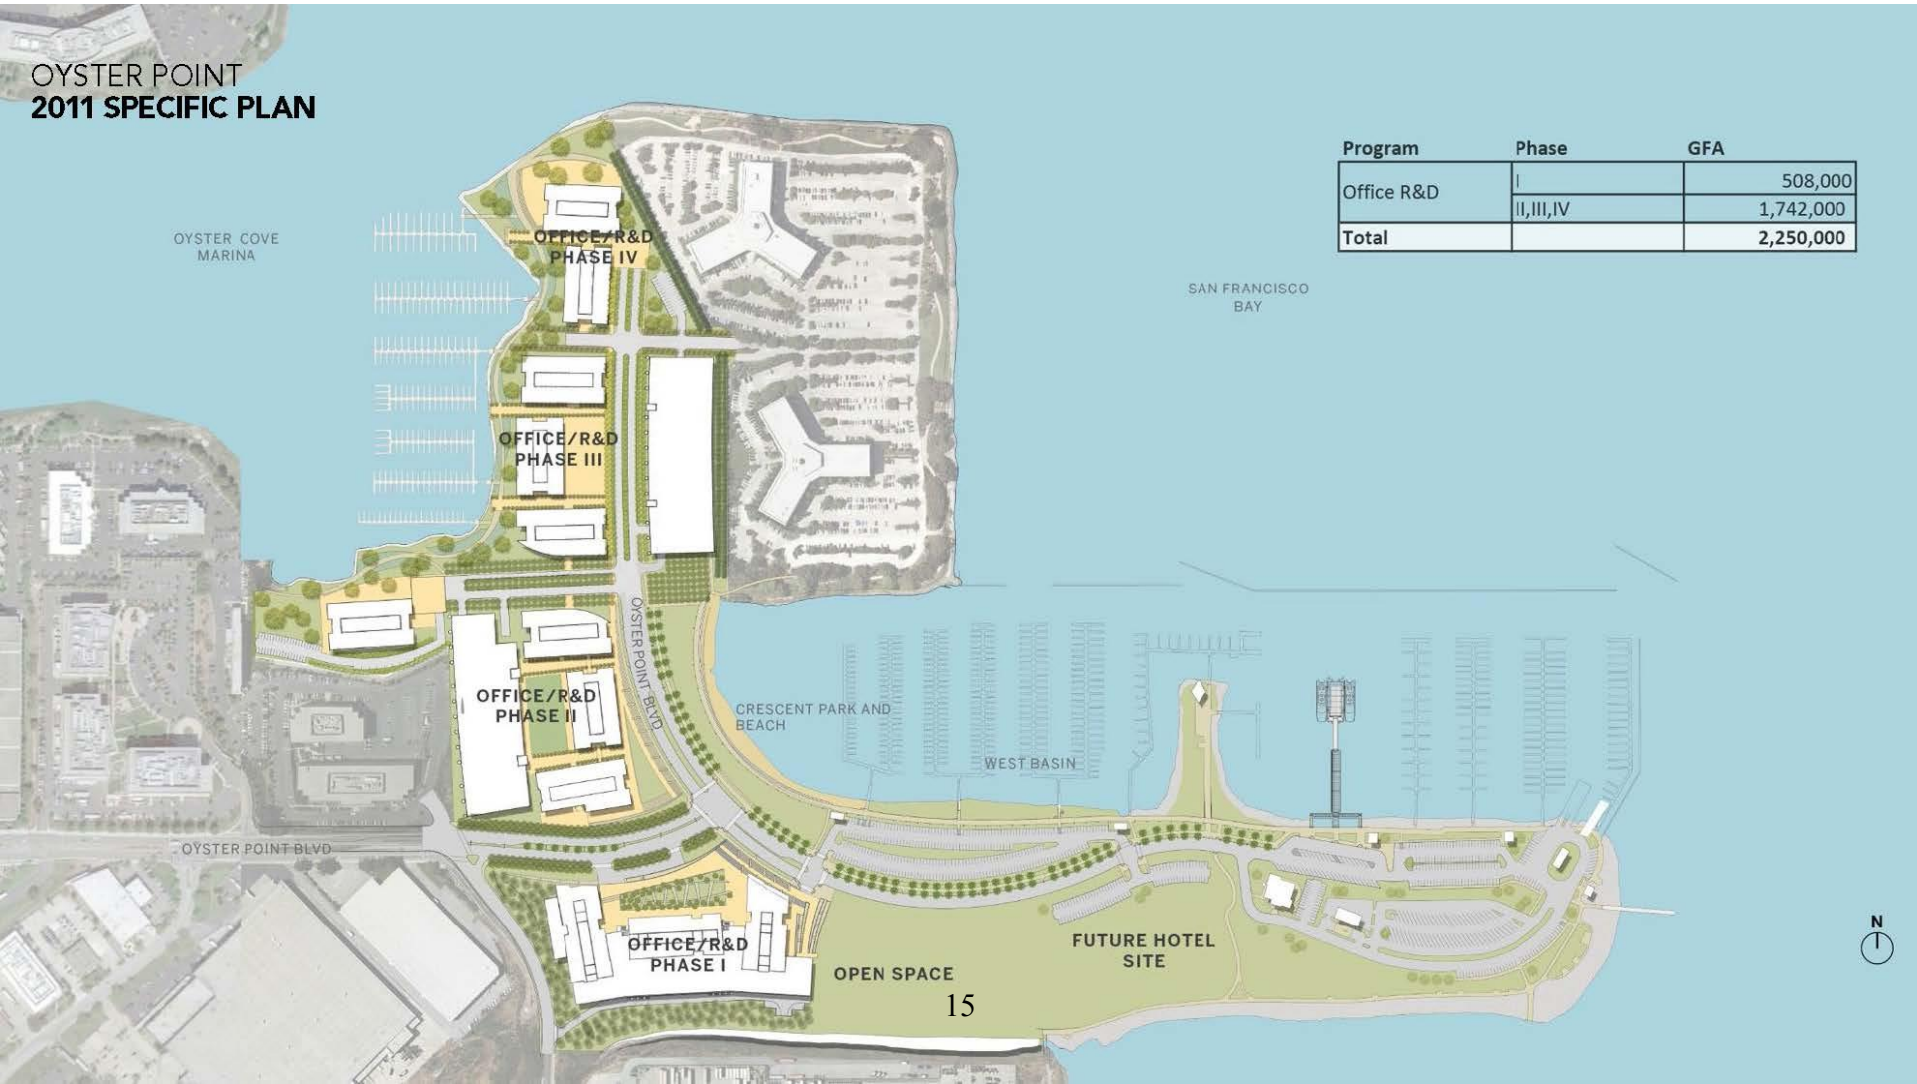 OYSTER POINT
2011 SPECIFIC PLAN
Program Phase GFA
Office R&D I 508,000
II,III,IV 1,742,000
Total 2,250,000
OYSTER COVE
MARINA
OFFICE/R&D
PHASE IV
SAN FRANCISCO
BAY
OFFICE/R&D
PHASE III
OYSTER POINT BLVD
OFFICE/R&D
PHASE II
CRESCENT PARK AND
BEACH
WEST BASIN
OYSTER POINT BLVD
OFFICE/R&D
PHASE I
OPEN SPACE
FUTURE HOTEL
SITE
N
15